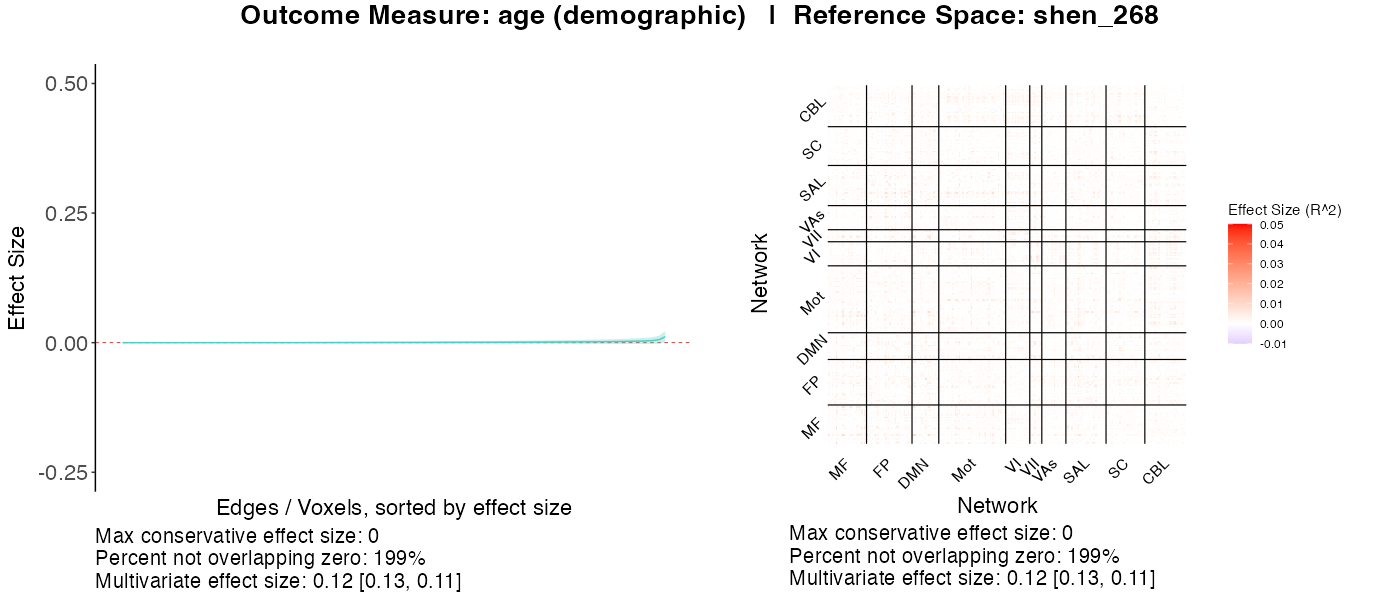 Outcome Measure: age (demographic) | Reference Space: shen_268
0.50
0.25
0.00
-0.25
Effect Size
Edges / Voxels, sorted by effect size
Max conservative effect size: 0
Percent not overlapping zero: 199%
Multivariate effect size: 0.12 [0.13, 0.11]
CBL
SC
SAL
VAs
VII
VI
Mot
DMN
FP
MF
Network
MF FP DMN Mot VI VII VAs SAL SC CBL
Network
Max conservative effect size: 0
Percent not overlapping zero: 199%
Multivariate effect size: 0.12 [0.13, 0.11]
Effect Size (R^2)
0.05
0.04
0.03
0.02
0.01
0.00
-0.01